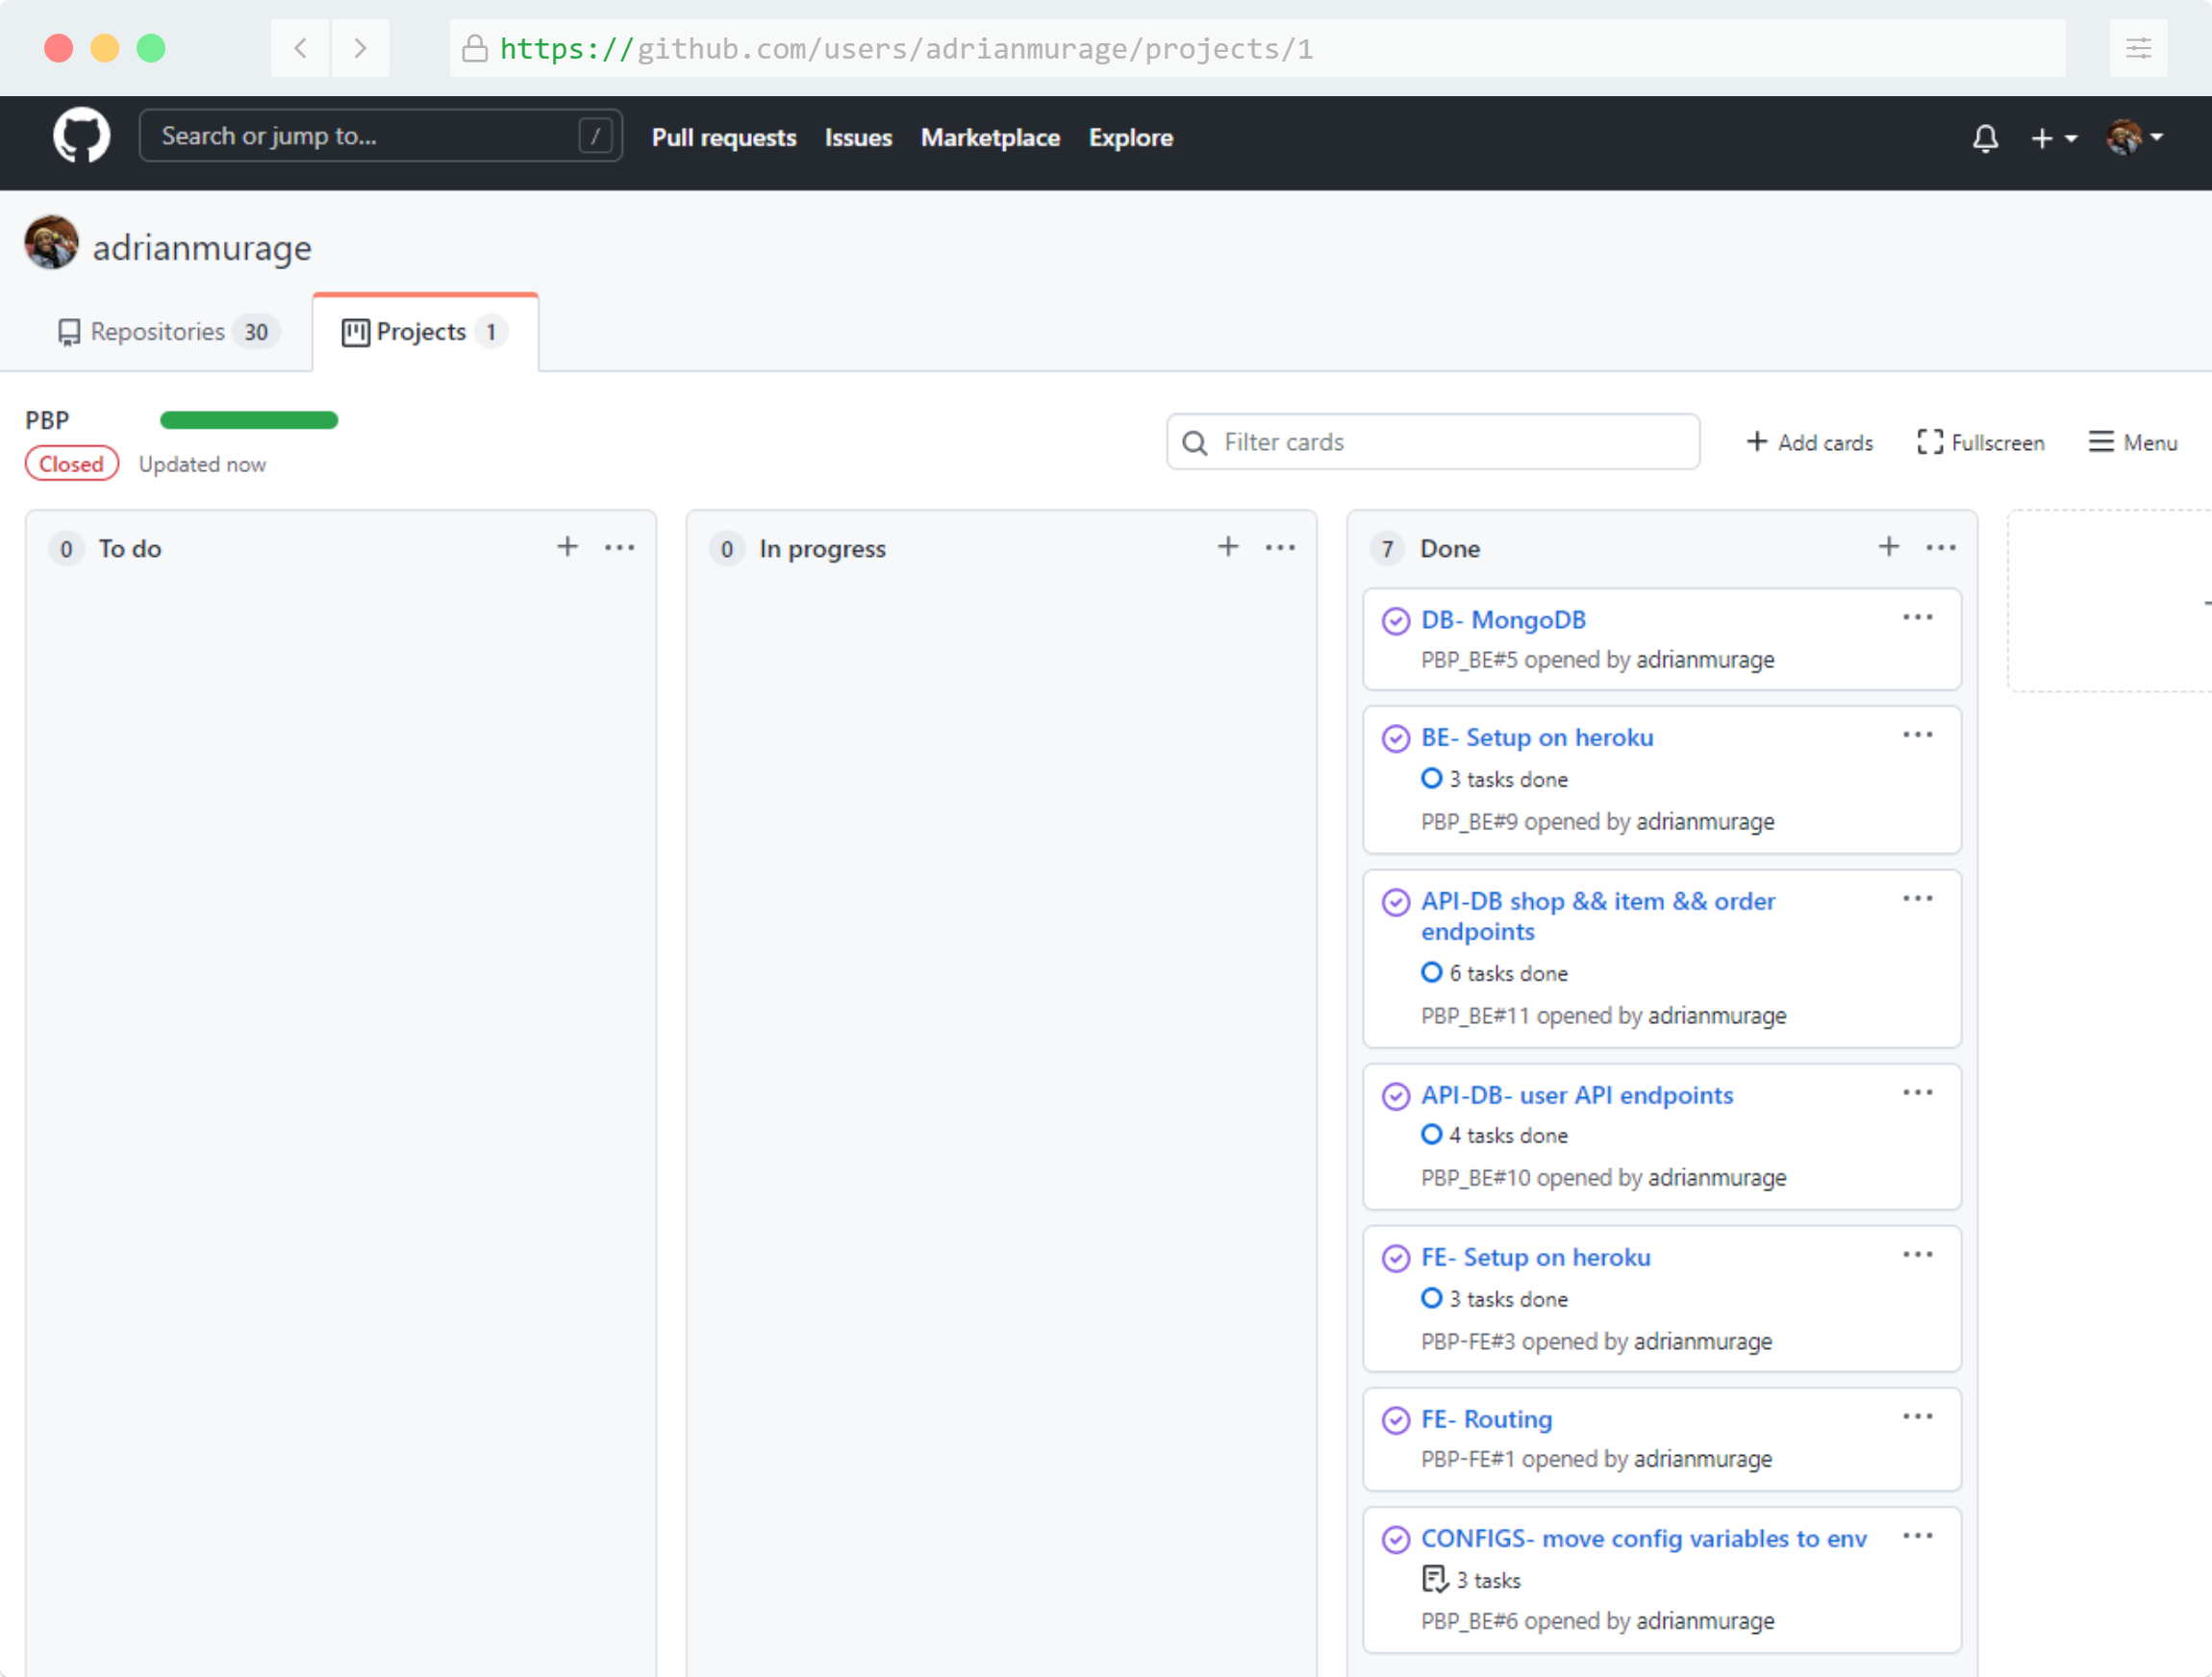 https://github.com/users/adrianmurage/projects/1
Search or jump to... /
Pull requests Issues Marketplace Explore
adrianmurage
Repositories 30 Projects 1
PBP
Closed Updated now
Filter cards
Add cards Fullscreen Menu
0 To do
0 In progress
7 Done
DB- MongoDB
PBP_BE#5 opened by adrianmurage
BE- Setup on heroku
3 tasks done
PBP_BE#9 opened by adrianmurage
API-DB shop && item && order
endpoints
6 tasks done
PBP_BE#11 opened by adrianmurage
API-DB- user API endpoints
4 tasks done
PBP_BE#10 opened by adrianmurage
FE- Setup on heroku
3 tasks done
PBP-FE#3 opened by adrianmurage
FE- Routing
PBP-FE#1 opened by adrianmurage
CONFIGS- move config variables to env
3 tasks
PBP_BE#6 opened by adrianmurage